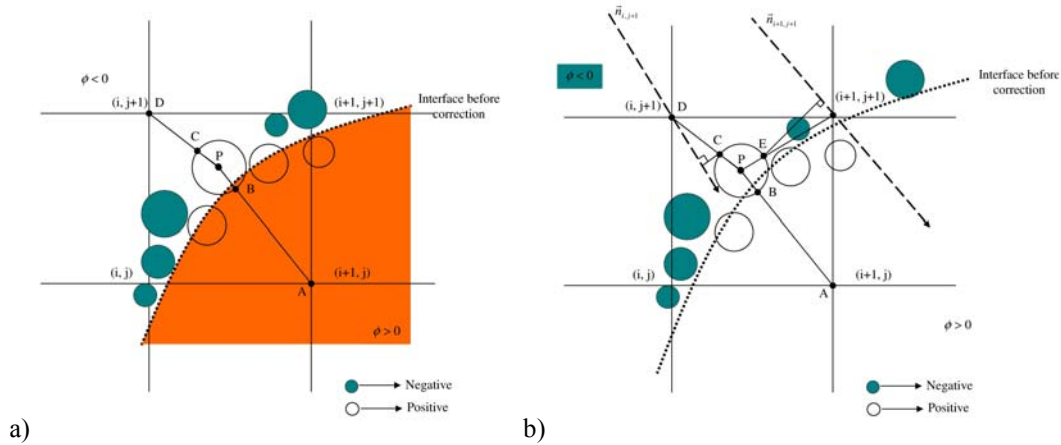 ϕ < 0
(i, j+1)
D
(i+1, j+1)
Interface before
correction
C
P
B
(i, j)
(i+1, j)
A
ϕ > 0
Negative
Positive
a)
n⃗ i, j+1
n⃗ i+1, j+1
ϕ < 0
(i, j+1)
D
(i+1, j+1)
Interface before
correction
C
E
P
B
(i, j)
(i+1, j)
A
ϕ > 0
Negative
Positive
b)